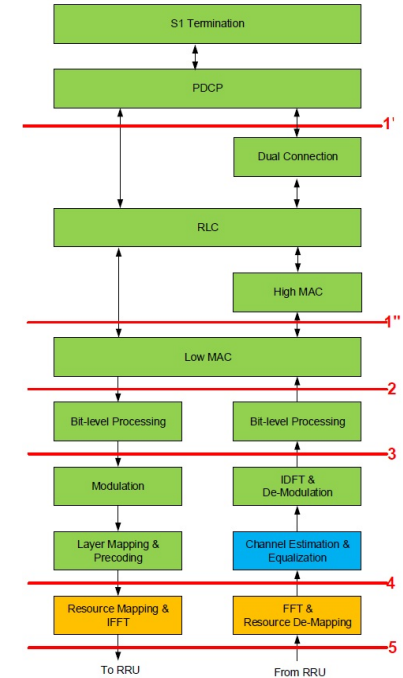 S1 Termination
PDCP
1'
Dual Connection
RLC
High MAC
1"
Low MAC
2
Bit-level Processing
Bit-level Processing
3
Modulation
IDFT &
De-Modulation
Layer Mapping &
Precoding
Channel Estimation &
Equalization
4
Resource Mapping &
IFFT
FFT &
Resource De-Mapping
5
To RRU
From RRU